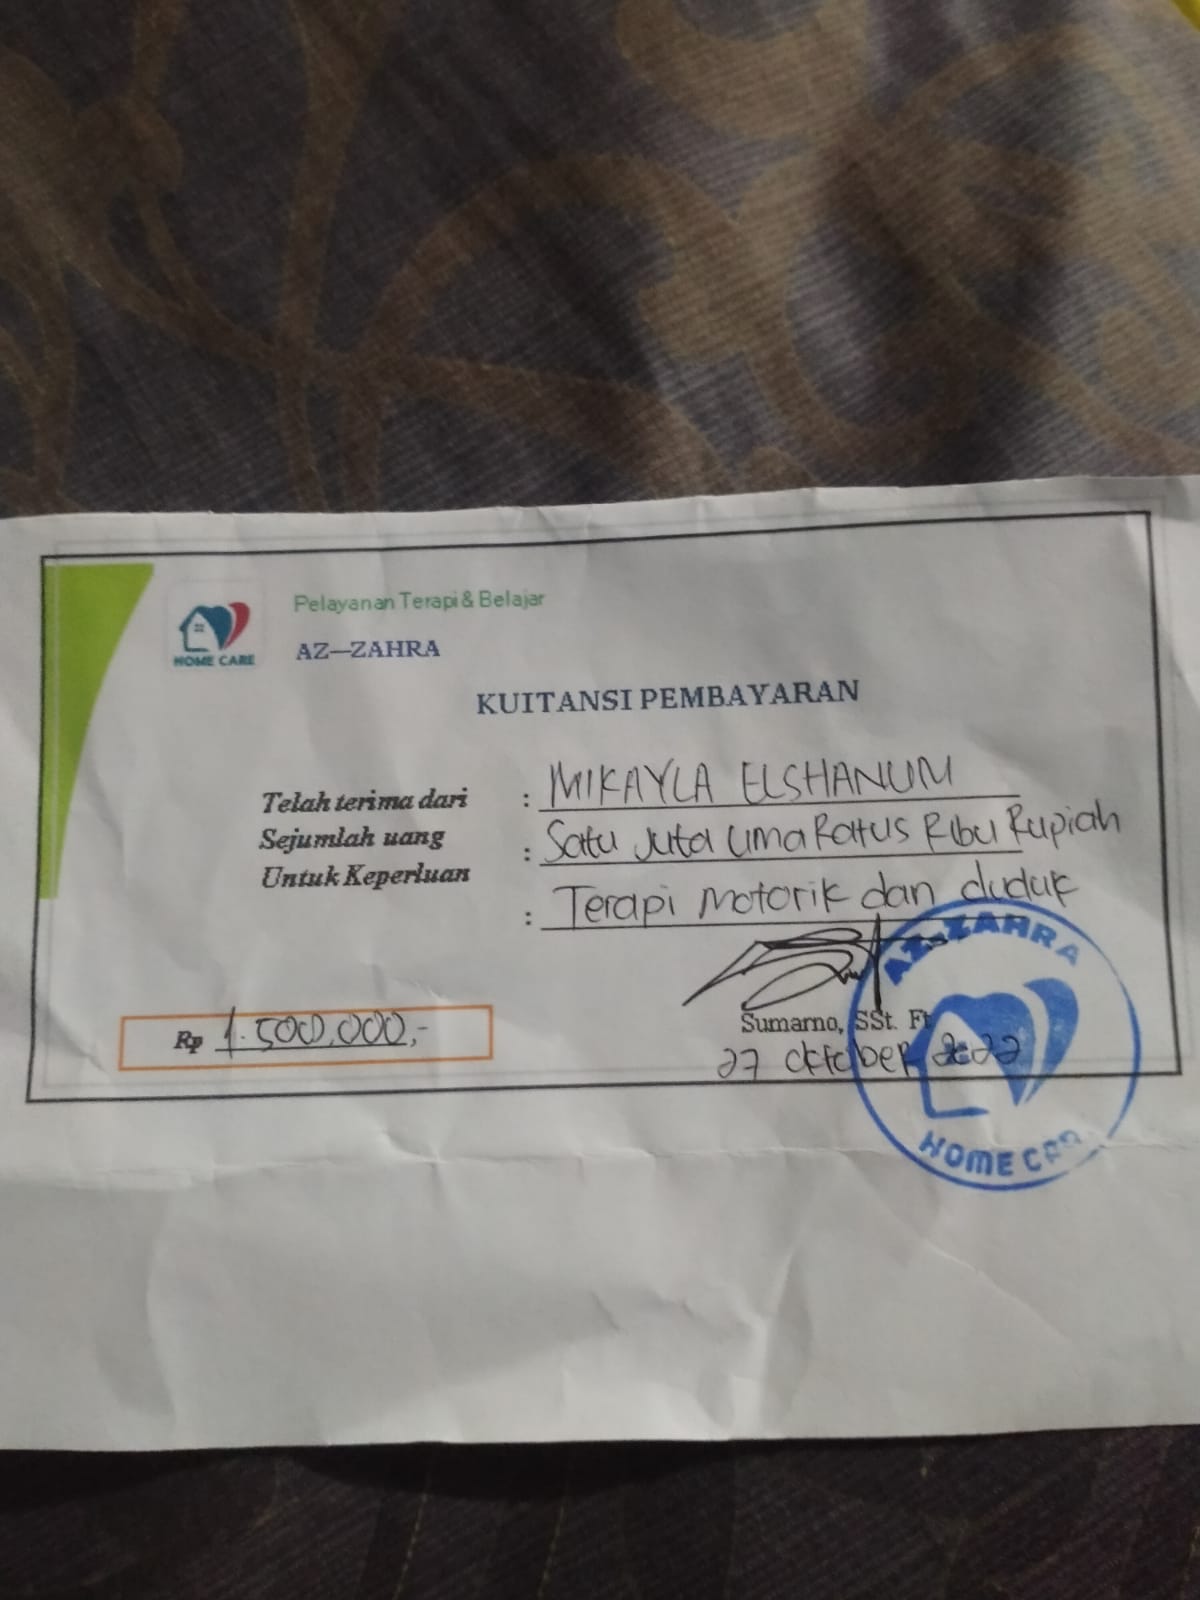 Pelayanan Terapi & Belajar
HOME CARE
AZ—ZAHRA
KUITANSI PEMBAYARAN
Telah terima dari : MIKAYLA ELSHANUM
Sejumlah uang : Satu Juta Lima Ratus Ribu Rupiah
Untuk Keperluan : Terapi Motorik dan duduk
AZ-ZAHRA
Rp 1.500.000,-
Sumarno, SSt. Ft
27 Oktober 2022
HOME CARE